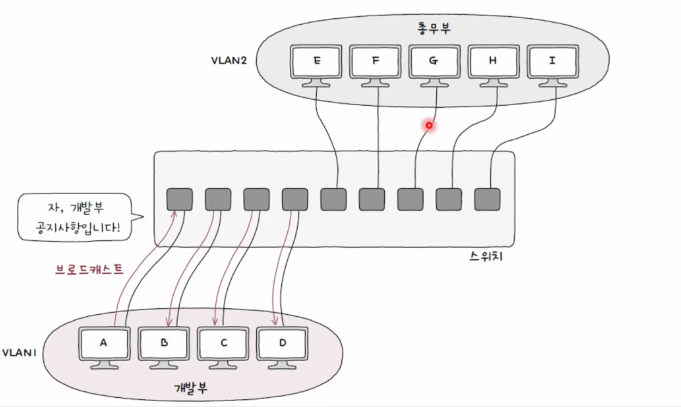 총무부
VLAN2
E F G H I
자, 개발부
공지사항입니다!
스위치
브로드캐스트
A B C D
VLAN1
개발부